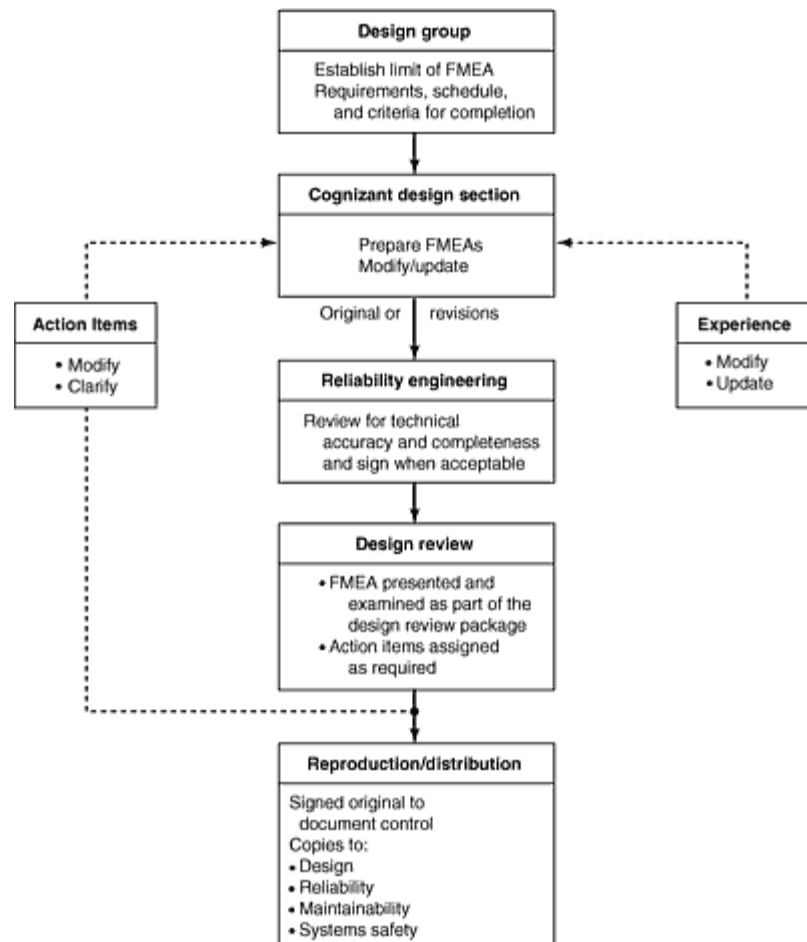 Design group
Establish limit of FMEA
Requirements, schedule,
and criteria for completion
Cognizant design section
Prepare FMEAs
Modify/update
Original or revisions
Action Items
• Modify
• Clarify
Experience
• Modify
• Update
Reliability engineering
Review for technical
accuracy and completeness
and sign when acceptable
Design review
• FMEA presented and
examined as part of the
design review package
• Action items assigned
as required
Reproduction/distribution
Signed original to
document control
Copies to:
• Design
• Reliability
• Maintainability
• Systems safety